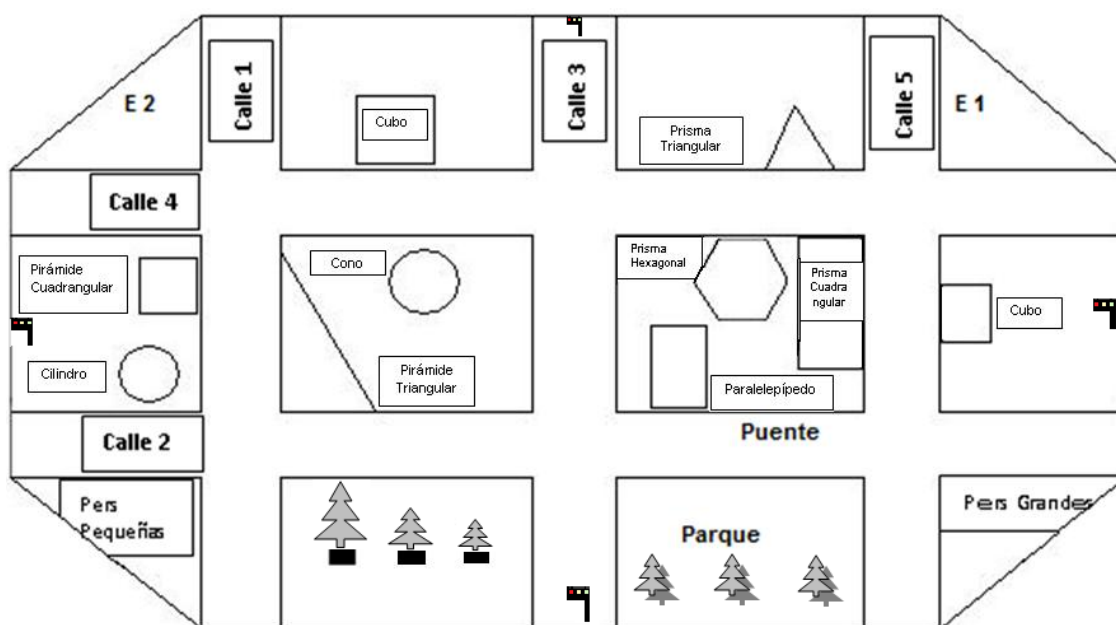 E 2
Calle 1
Cubo
Calle 3
Prisma
Triangular
Calle 5
E 1
Calle 4
Pirámide
Cuadrangular
Cono
Prisma
Hexagonal
Prisma
Cuadra
ngular
Cubo
Cilindro
Pirámide
Triangular
Paralelepípedo
Calle 2
Puente
Pers
Pequeñas
Parque
Pers Grandes